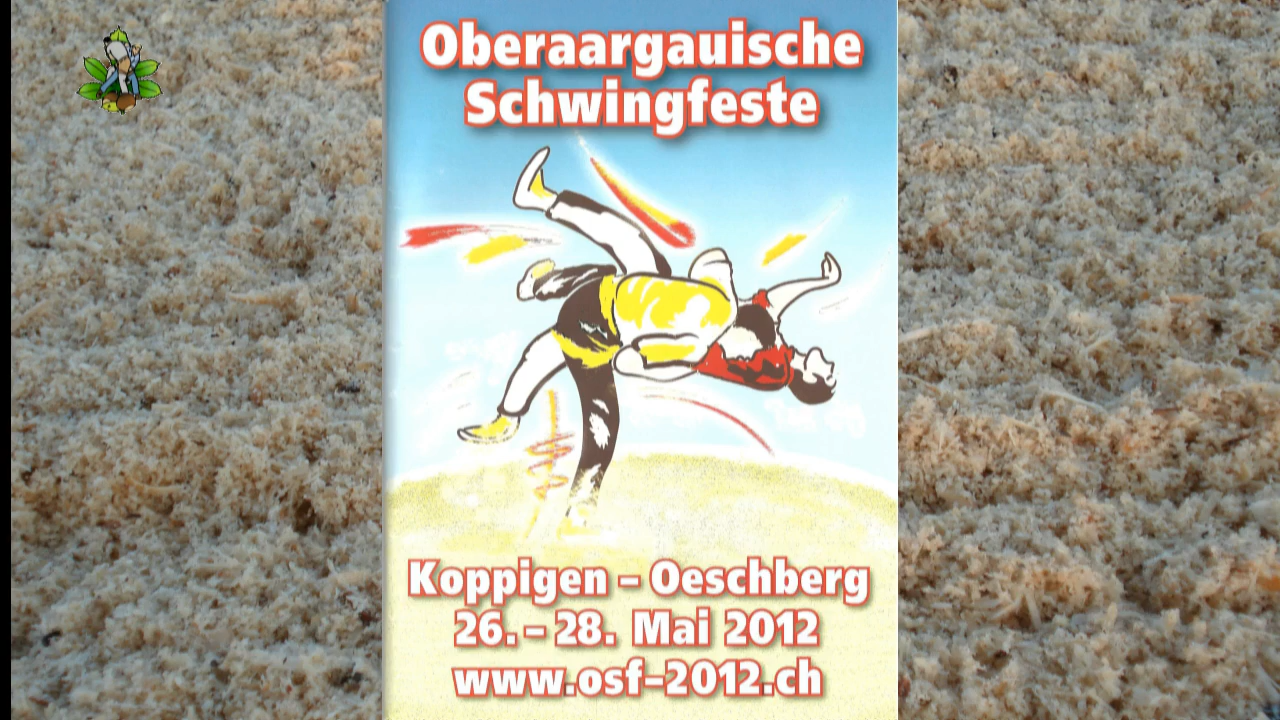 Oberaargauische
Schwingfeste
Koppigen – Oeschberg
26. – 28. Mai 2012
www.osf-2012.ch